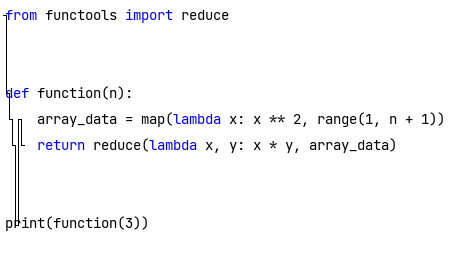 from functools import reduce
def function(n):
    array_data = map(lambda x: x ** 2, range(1, n + 1))
    return reduce(lambda x, y: x * y, array_data)
print(function(3))